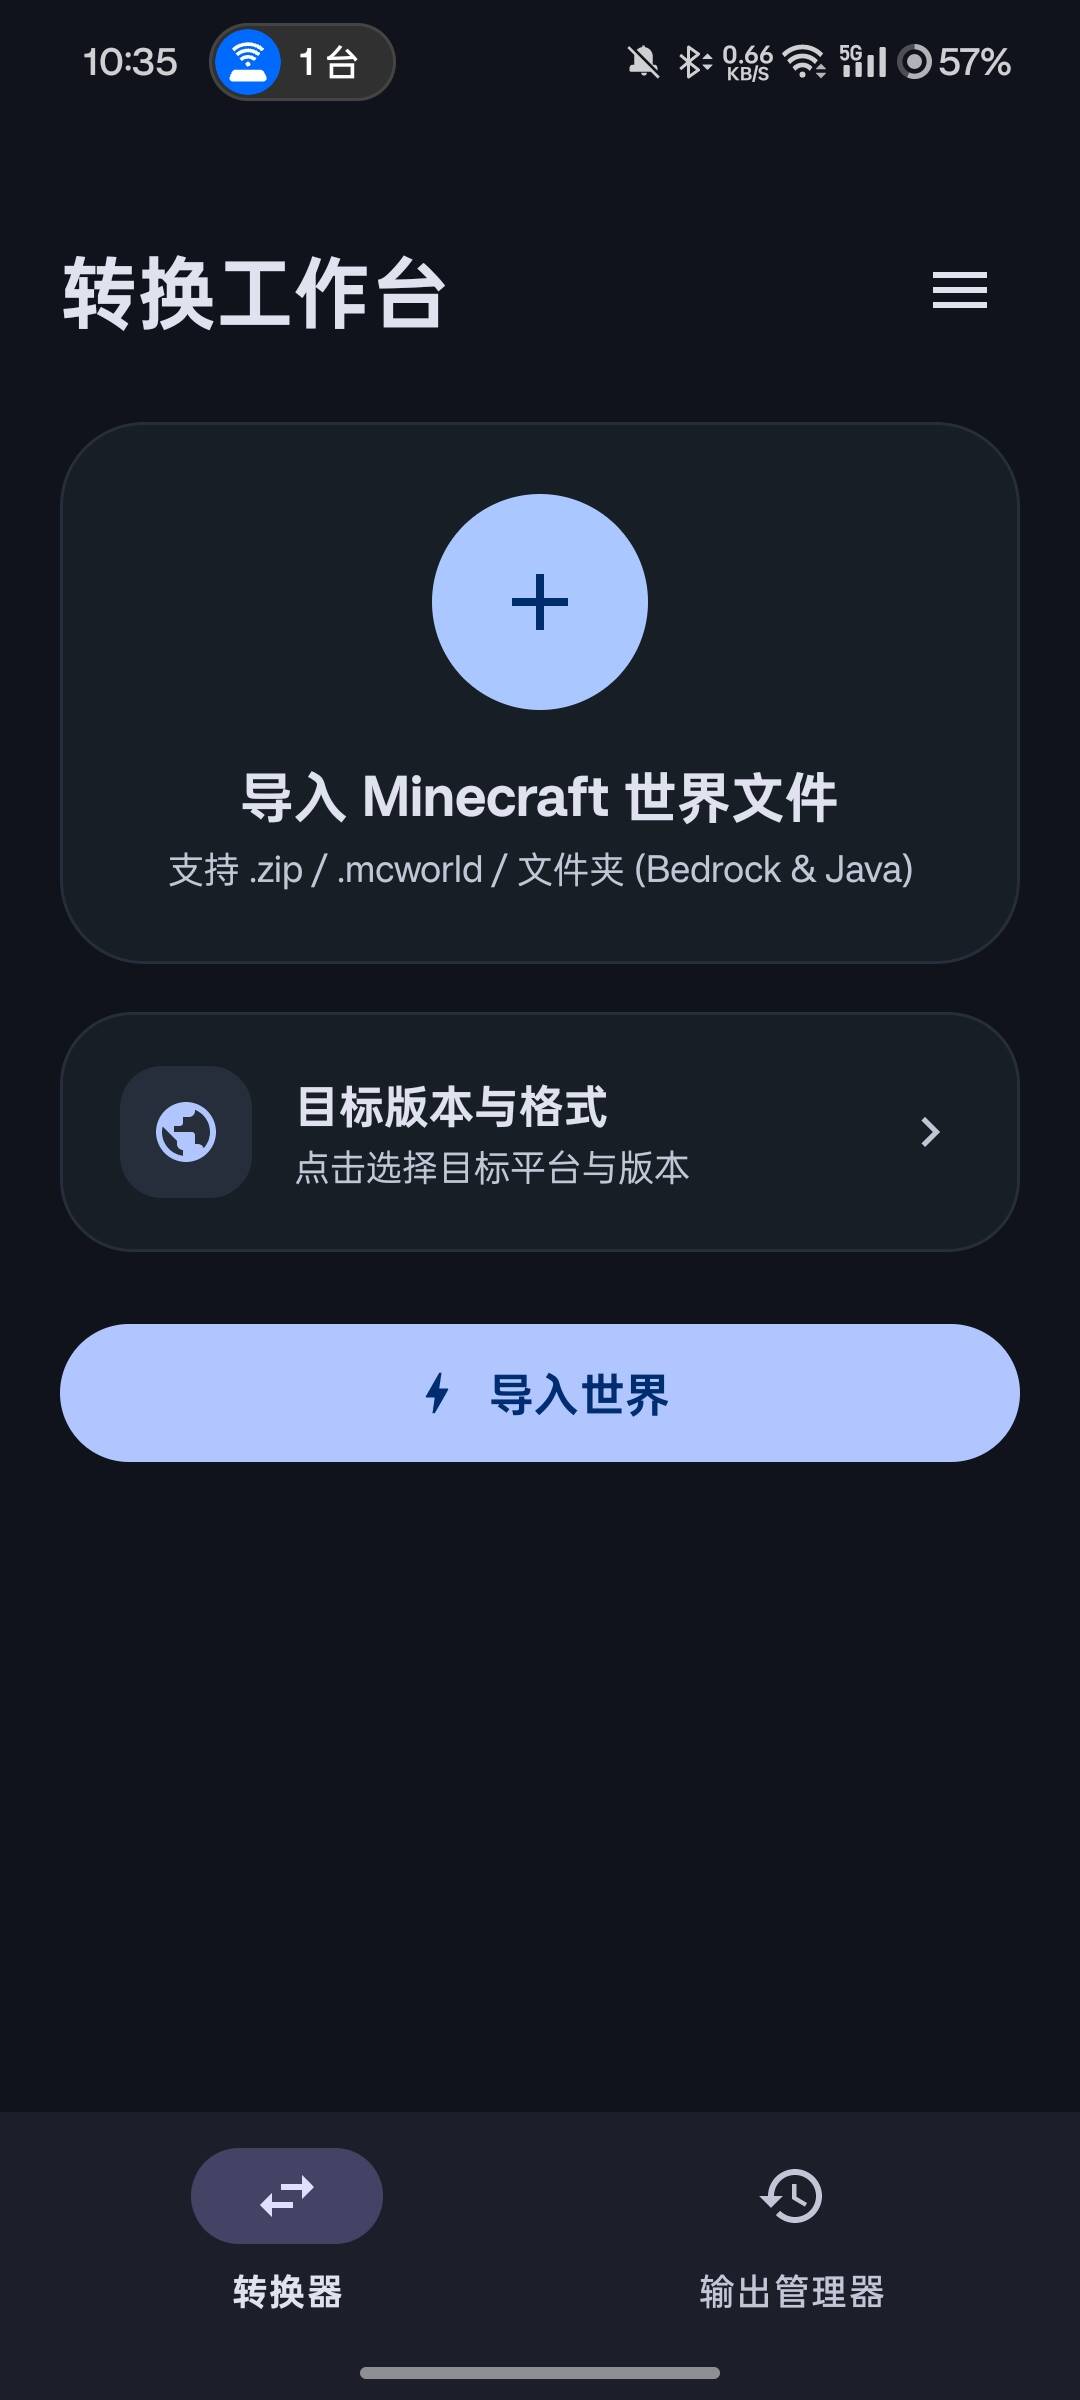 10:35
1 台
0.66
KB/S
5G
57%
转换工作台
导入 Minecraft 世界文件
支持 .zip / .mcworld / 文件夹 (Bedrock & Java)
目标版本与格式
点击选择目标平台与版本
导入世界
转换器
输出管理器